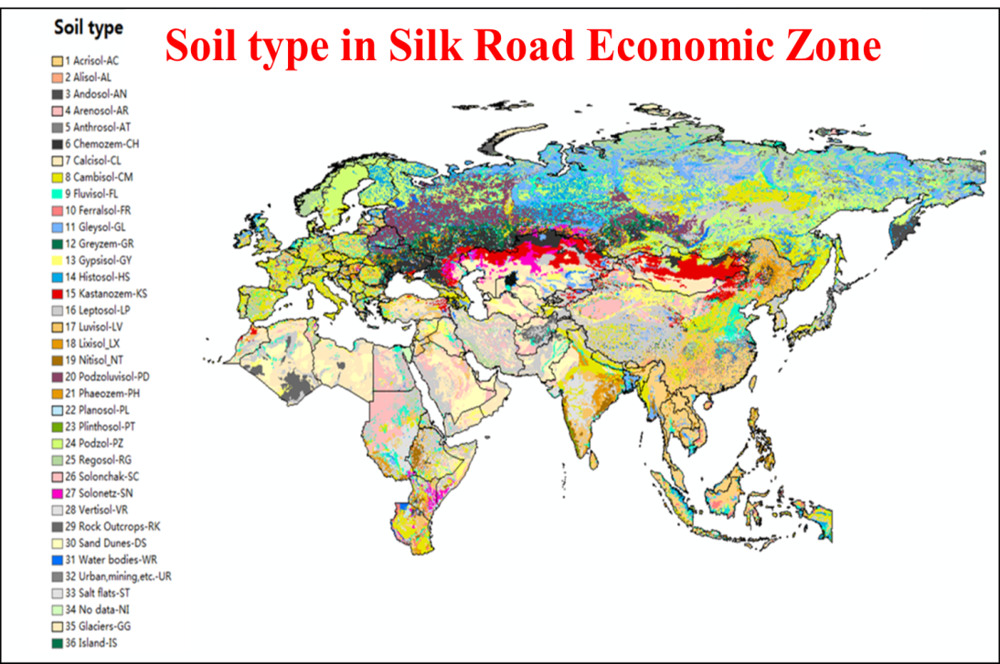 Soil type
Soil type in Silk Road Economic Zone
1 Acrisol-AC
2 Alisol-AL
3 Andosol-AN
4 Arenosol-AR
5 Anthrosol-AT
6 Chemozem-CH
7 Calcisol-CL
8 Cambisol-CM
9 Fluvisol-FL
10 Ferralsol-FR
11 Gleysol-GL
12 Greyzem-GR
13 Gypsisol-GY
14 Histosol-HS
15 Kastanozem-KS
16 Leptosol-LP
17 Luvisol-LV
18 Lixisol_LX
19 Nitisol_NT
20 Podzoluvisol-PD
21 Phaeozem-PH
22 Planosol-PL
23 Plinthosol-PT
24 Podzol-PZ
25 Regosol-RG
26 Solonchak-SC
27 Solonetz-SN
28 Vertisol-VR
29 Rock Outcrops-RK
30 Sand Dunes-DS
31 Water bodies-WR
32 Urban,mining,etc.-UR
33 Salt flats-ST
34 No data-NI
35 Glaciers-GG
36 Island-IS